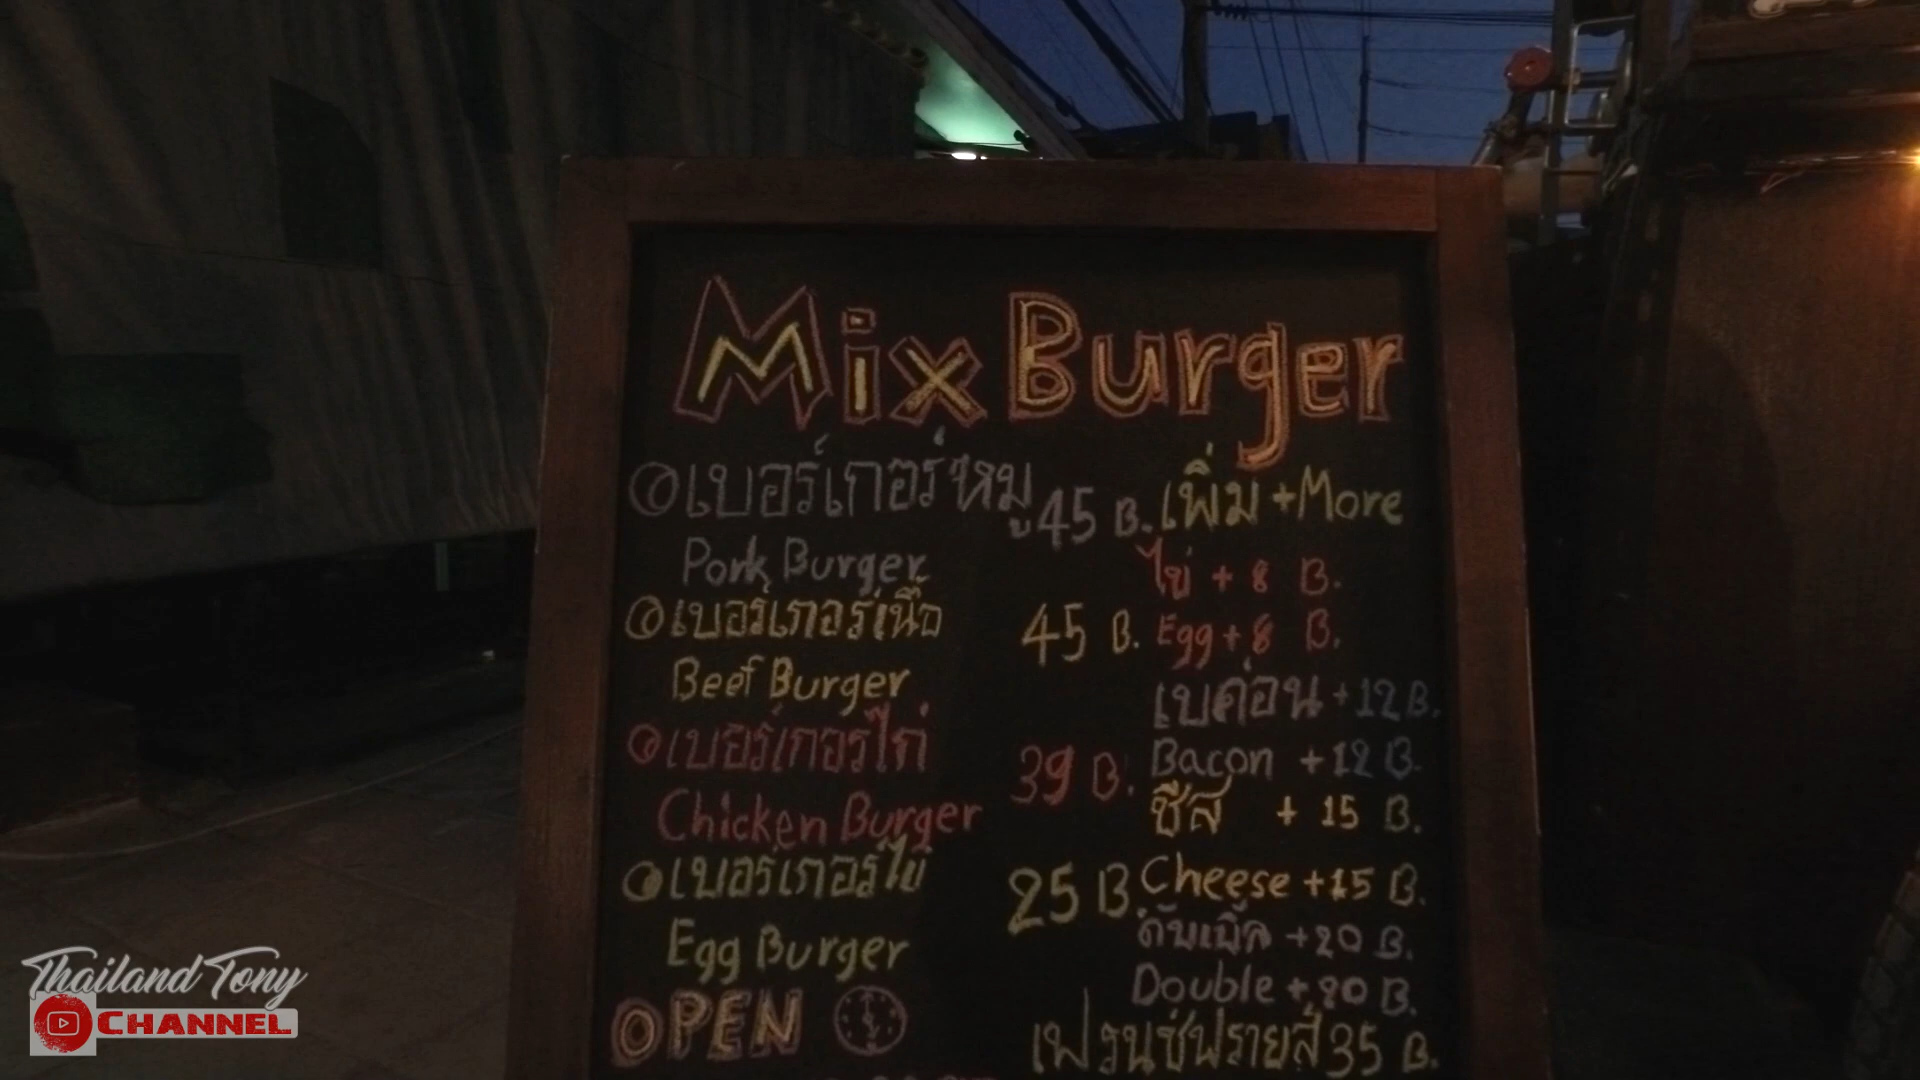 Mix Burger
เบอร์เกอร์หมู 45 B.
Pork Burger
เบอร์เกอร์เนื้อ 45 B.
Beef Burger
เบอร์เกอร์ไก่ 39 B.
Chicken Burger
เบอร์เกอร์ไข่ 25 B
Egg Burger
OPEN
เพิ่ม +More
ไข่ + 8 B.
Egg + 8 B.
เบค่อน + 12 B.
Bacon + 12 B.
ชีส + 15 B.
Cheese + 15 B.
ดับเบิ้ล + 20 B.
Double + 20 B.
เฟรนช์ฟรายส์ 35 B.
Thailand Tony
CHANNEL